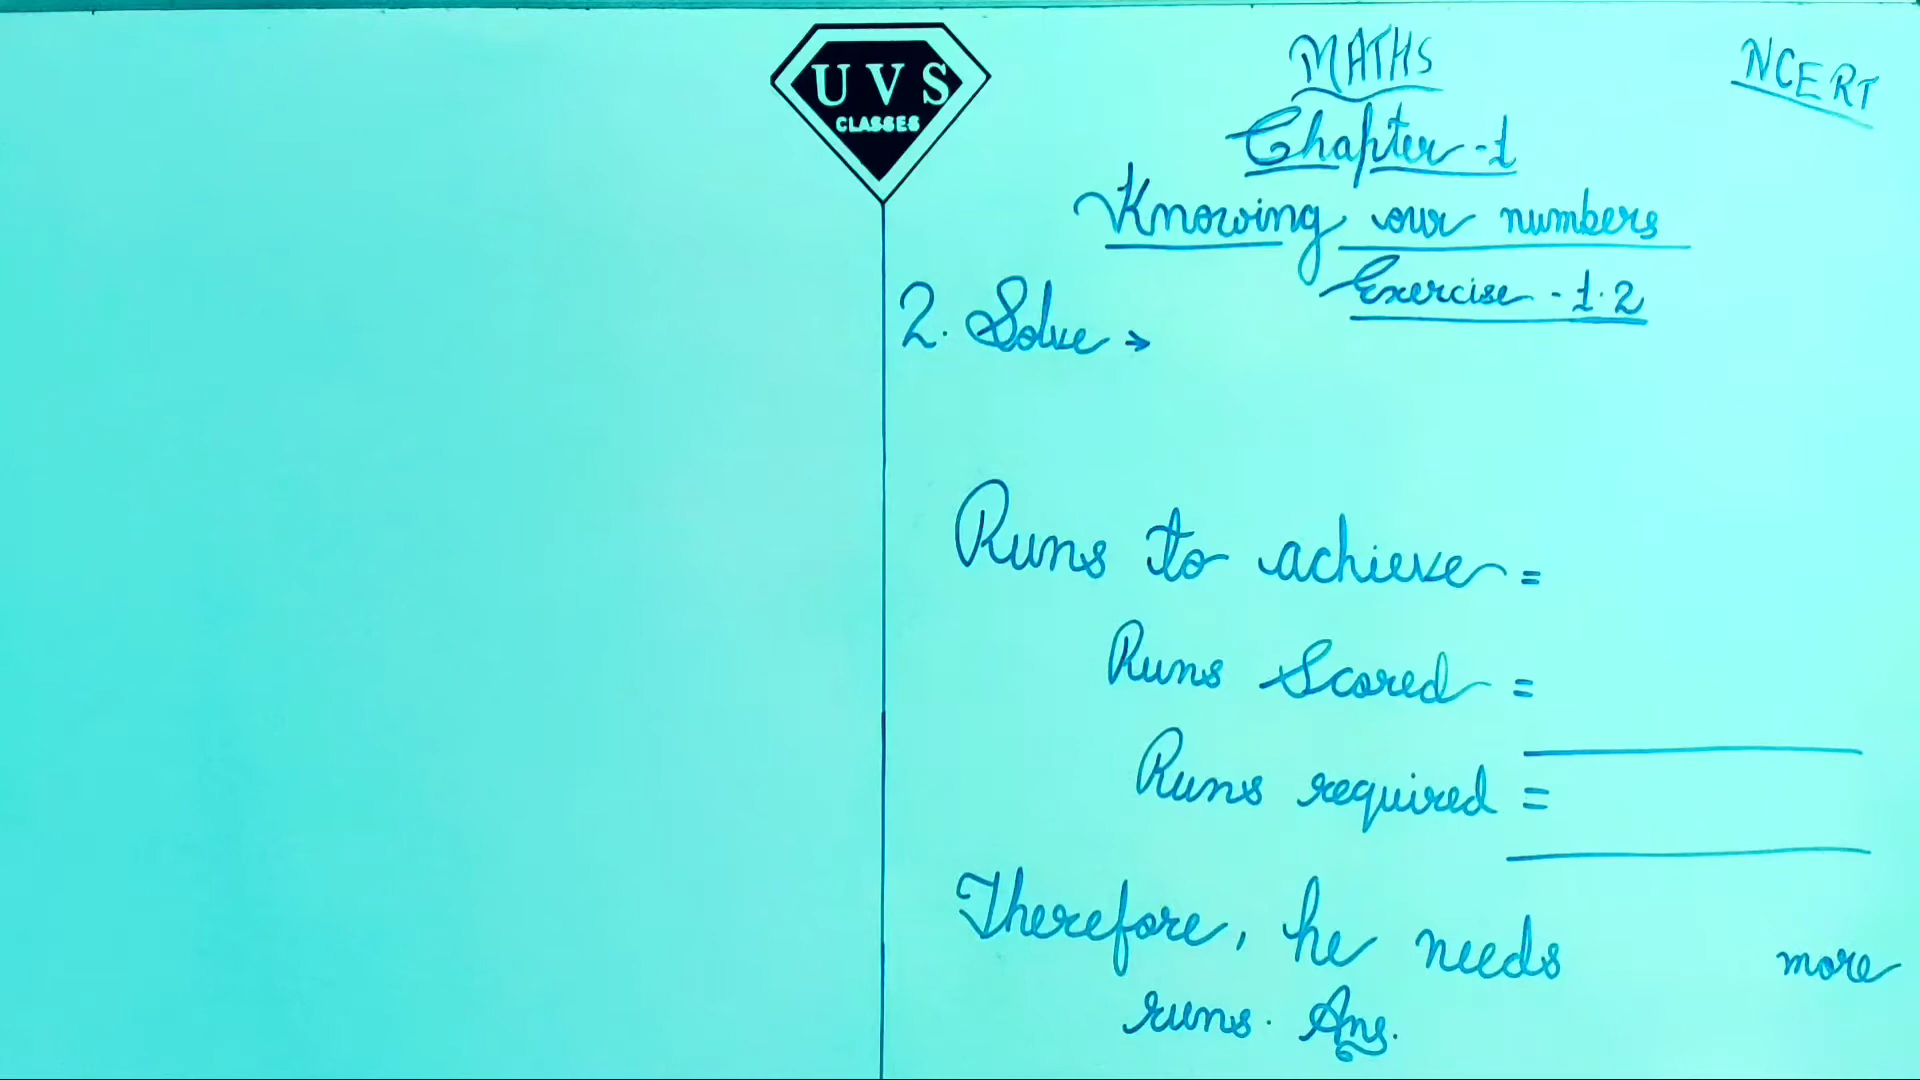 UVS
CLASSES
MATHS
NCERT
Chapter-1
Knowing our numbers
Exercise-1.2
2. Solve →
Runs to achieve =
Runs Scored =
Runs required =
Therefore, he needs more
runs. Ans.